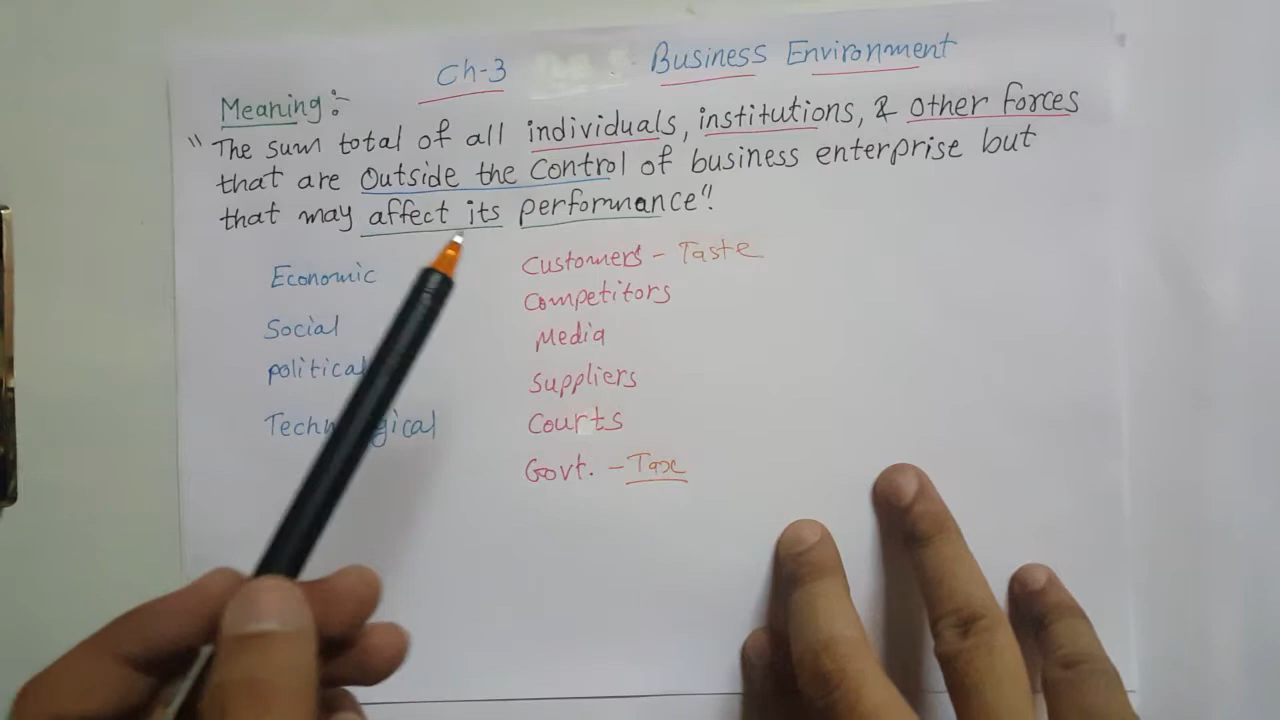 Ch-3 Business Environment
Meaning :-
"The sum total of all individuals, institutions, & other forces
that are Outside the Control of business enterprise but
that may affect its performance".
Economic
Social
political
Technological
Customers - Taste
Competitors
Media
Suppliers
Courts
Govt. - Tax